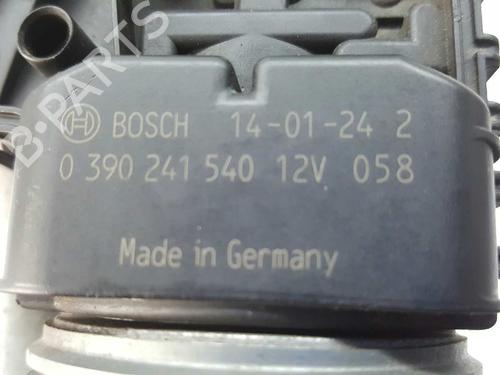 BOSCH 14-01-24 2
0 390 241 540 12V 058
Made in Germany
B-PARTS